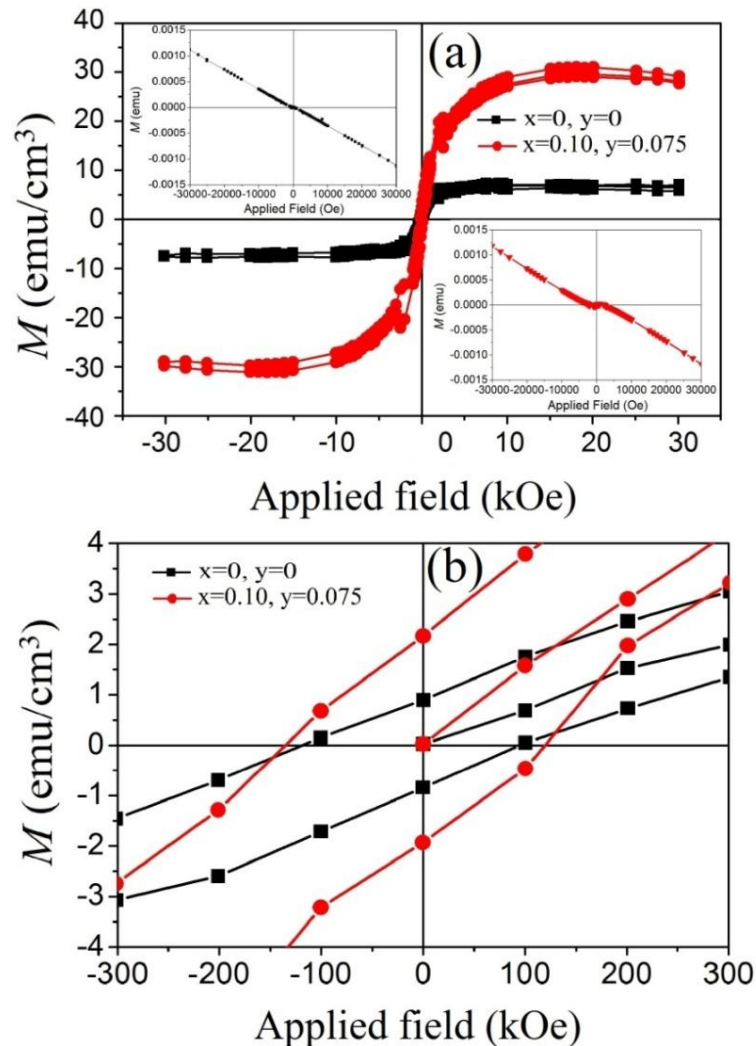 (a)
M (emu/cm³)
40
30
20
10
0
-10
-20
-30
-40
-30 -20 -10 0 10 20 30
Applied field (kOe)
x=0, y=0
x=0.10, y=0.075
M (emu)
0.0015
0.0010
0.0005
0.0000
-0.0005
-0.0010
-0.0015
-30000 -20000 -10000 0 10000 20000 30000
Applied Field (Oe)
M (emu)
0.0015
0.0010
0.0005
0.0000
-0.0005
-0.0010
-0.0015
-30000 -20000 -10000 0 10000 20000 30000
Applied Field (Oe)
(b)
x=0, y=0
x=0.10, y=0.075
M (emu/cm³)
4
3
2
1
0
-1
-2
-3
-4
-300 -200 -100 0 100 200 300
Applied field (kOe)